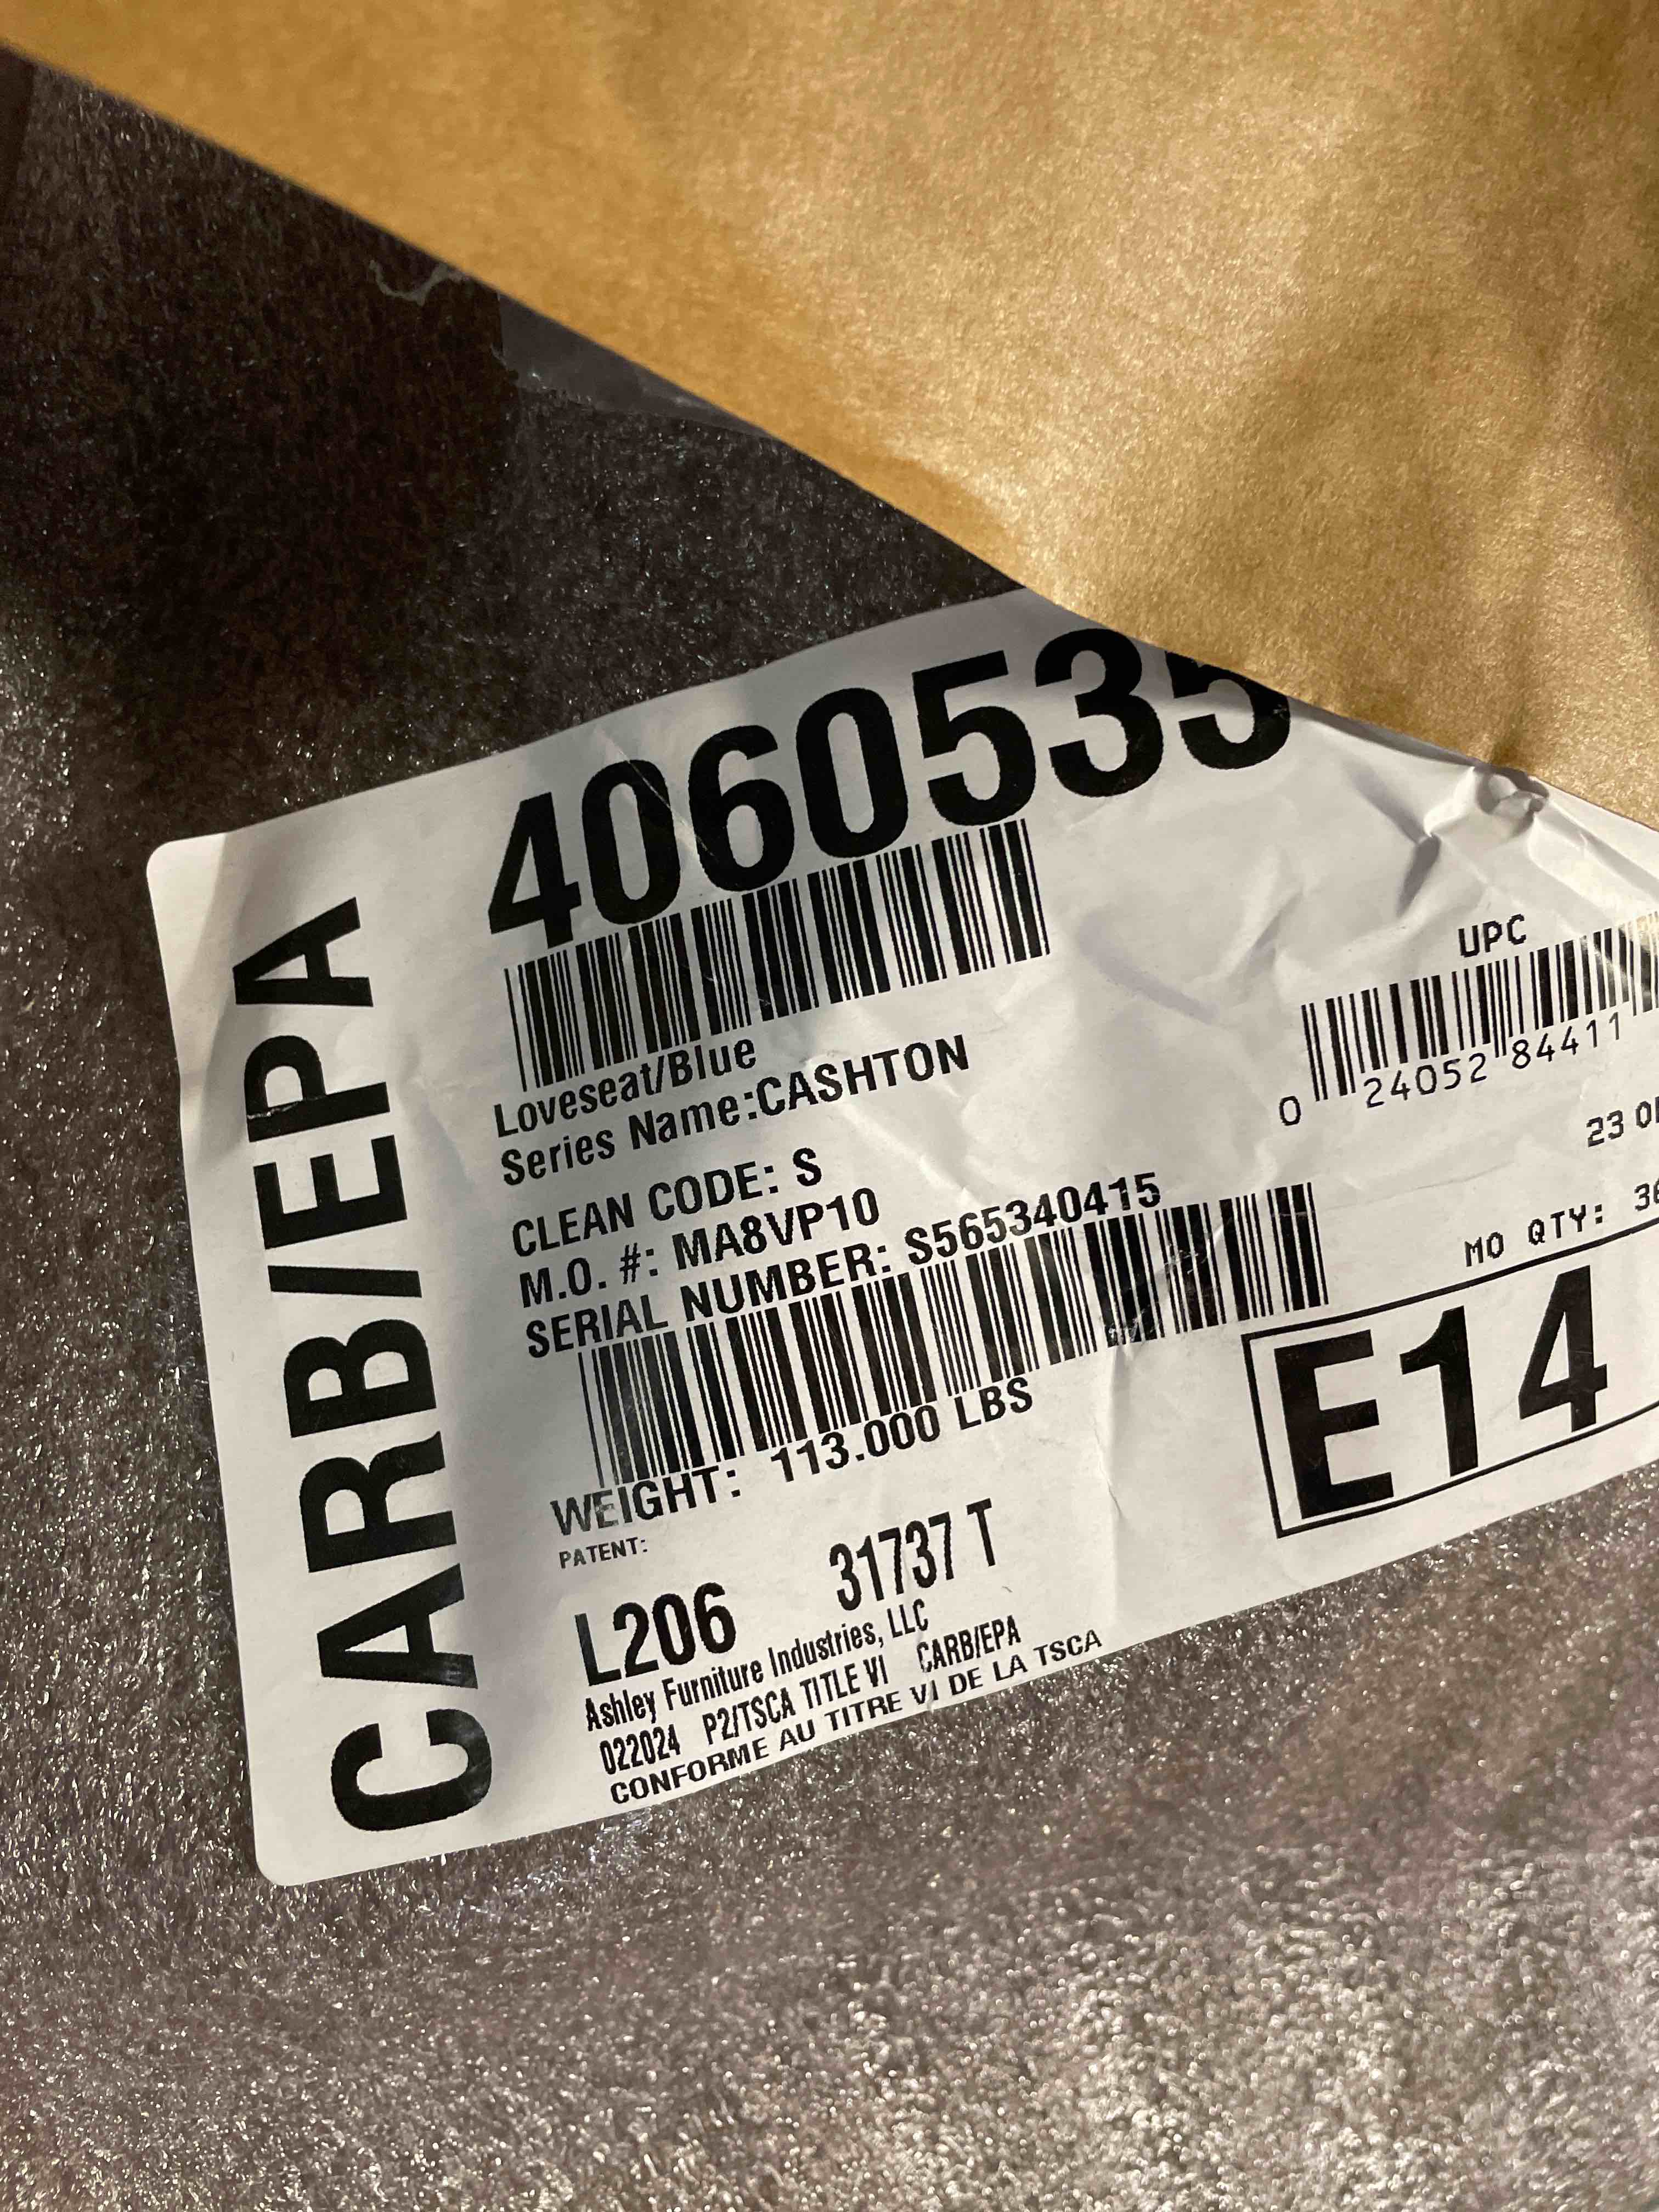 CARB/EPA
4060535
Loveseat/Blue
Series Name:CASHTON
CLEAN CODE: S
M.O. #: MA8VP10
SERIAL NUMBER: S565340415
WEIGHT: 113.000 LBS
PATENT:
L206 31737 T
Ashley Furniture Industries, LLC
022024 P2/TSCA TITLE VI CARB/EPA
CONFORME AU TITRE VI DE LA TSCA
UPC
0 24052 84411
23
MO QTY:
E14